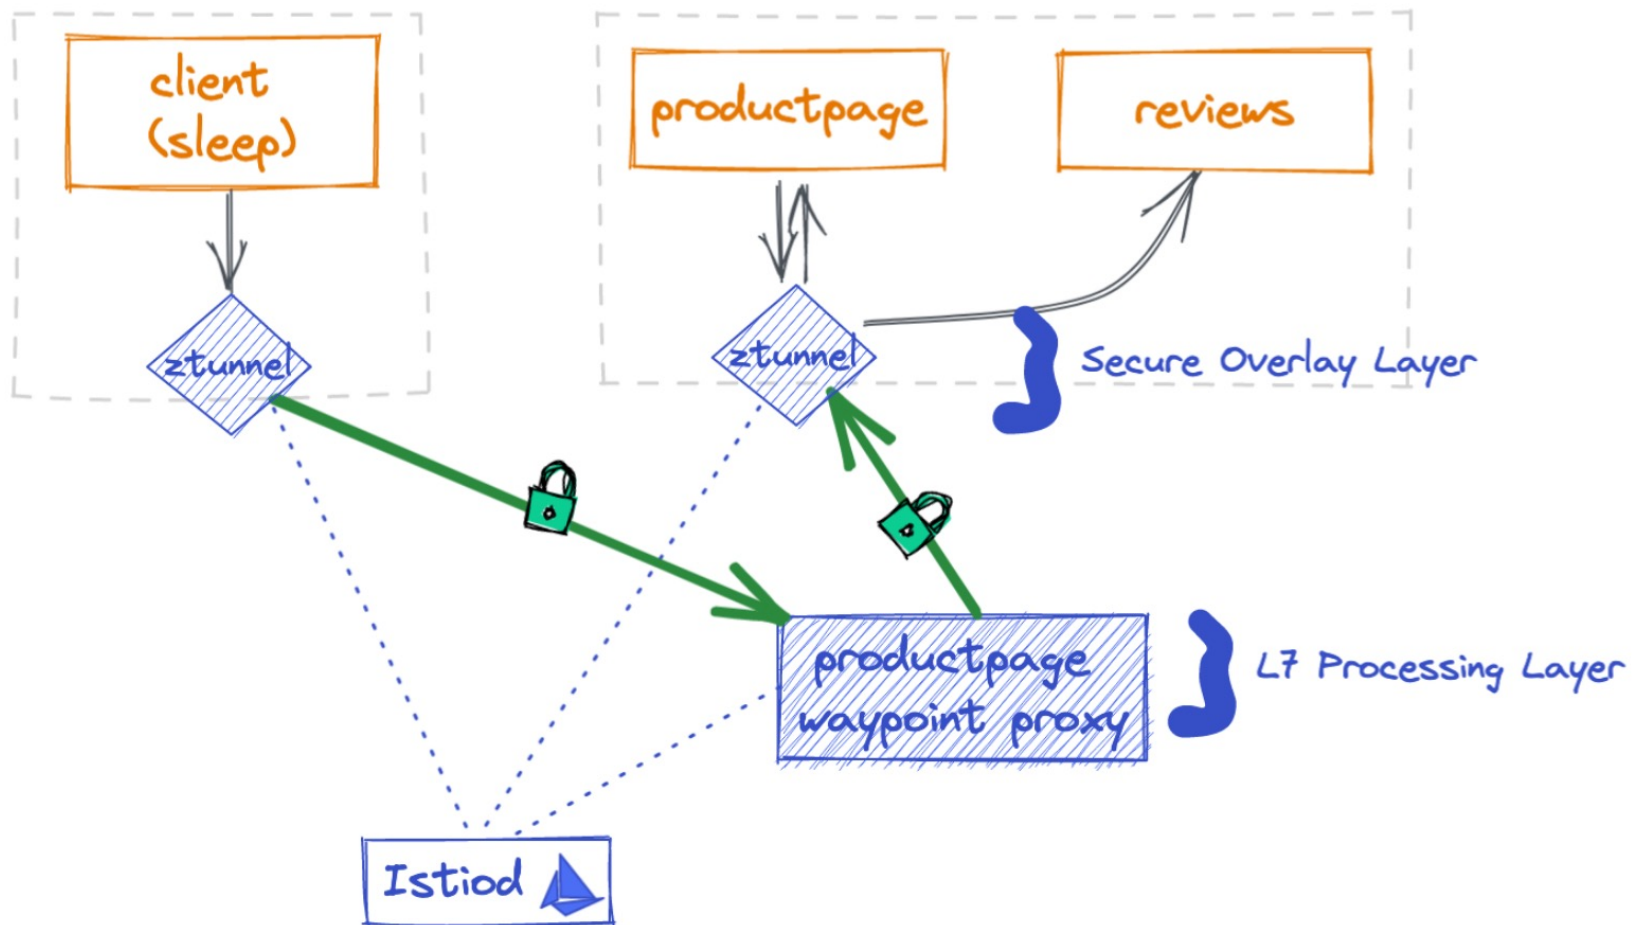 client
(sleep)
productpage
reviews
ztunnel
ztunnel
Secure Overlay Layer
productpage
waypoint proxy
L7 Processing Layer
Istiod